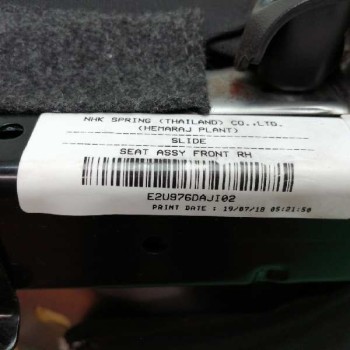 NHK SPRING (THAILAND) CO.,LTD.
(HEMARAJ PLANT)
SLIDE
SEAT ASSY FRONT RH
E2U976DAJI02
PRINT DATE : 19/07/18 05:21:50